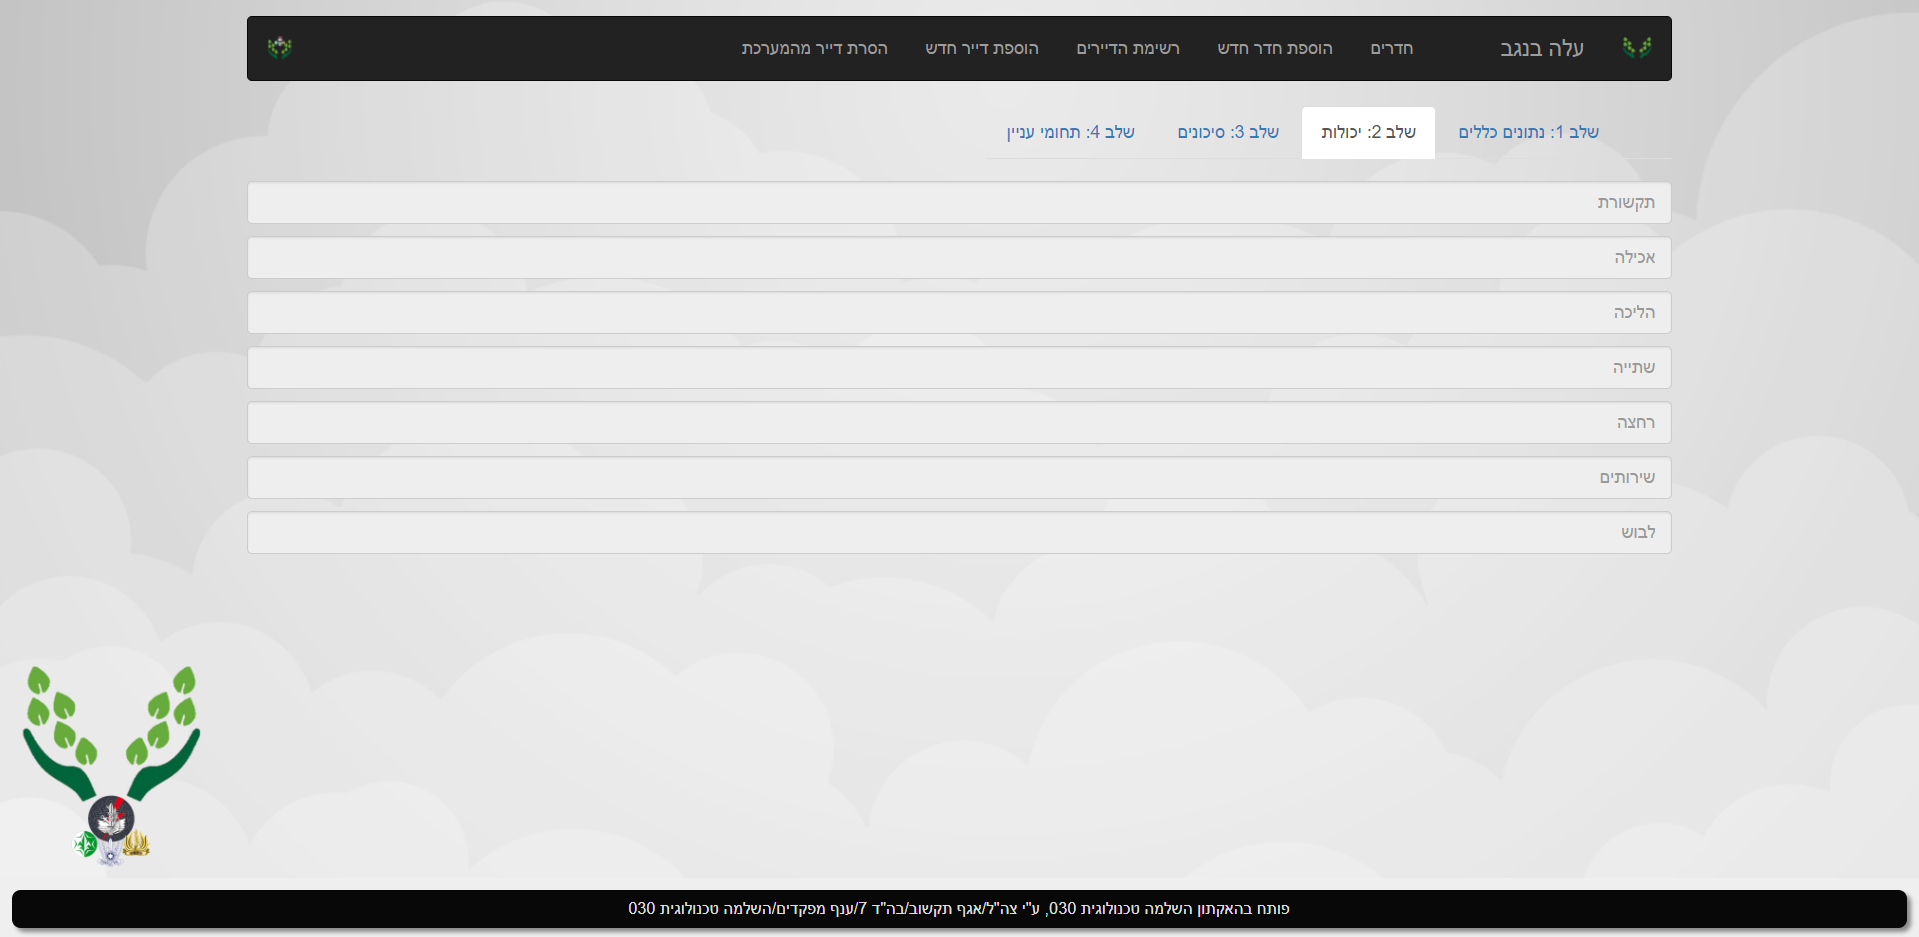 עלה בנגב
חדרים
הוספת חדר חדש
רשימת הדיירים
הוספת דייר חדש
הסרת דייר מהמערכת
שלב 1: נתונים כללים
שלב 2: יכולות
שלב 3: סיכונים
שלב 4: תחומי עניין
תקשורת
אכילה
הליכה
שתייה
רחצה
שירותים
לבוש
פותח בהאקתון השלמה טכנולוגית 030, ע"י צה"ל/אגף תקשוב/בה"ד 7/ענף מפקדים/השלמה טכנולוגית 030